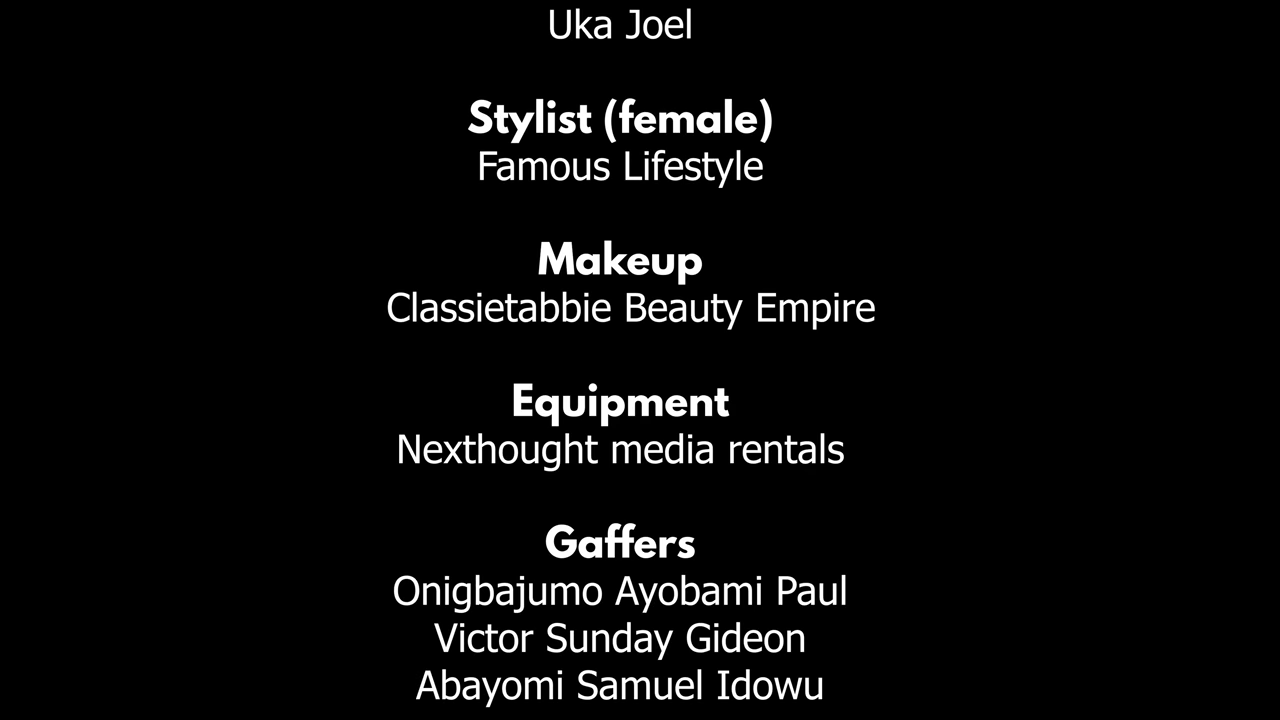 Uka Joel
Stylist (female)
Famous Lifestyle
Makeup
Classietabbie Beauty Empire
Equipment
Nexthought media rentals
Gaffers
Onigbajumo Ayobami Paul
Victor Sunday Gideon
Abayomi Samuel Idowu